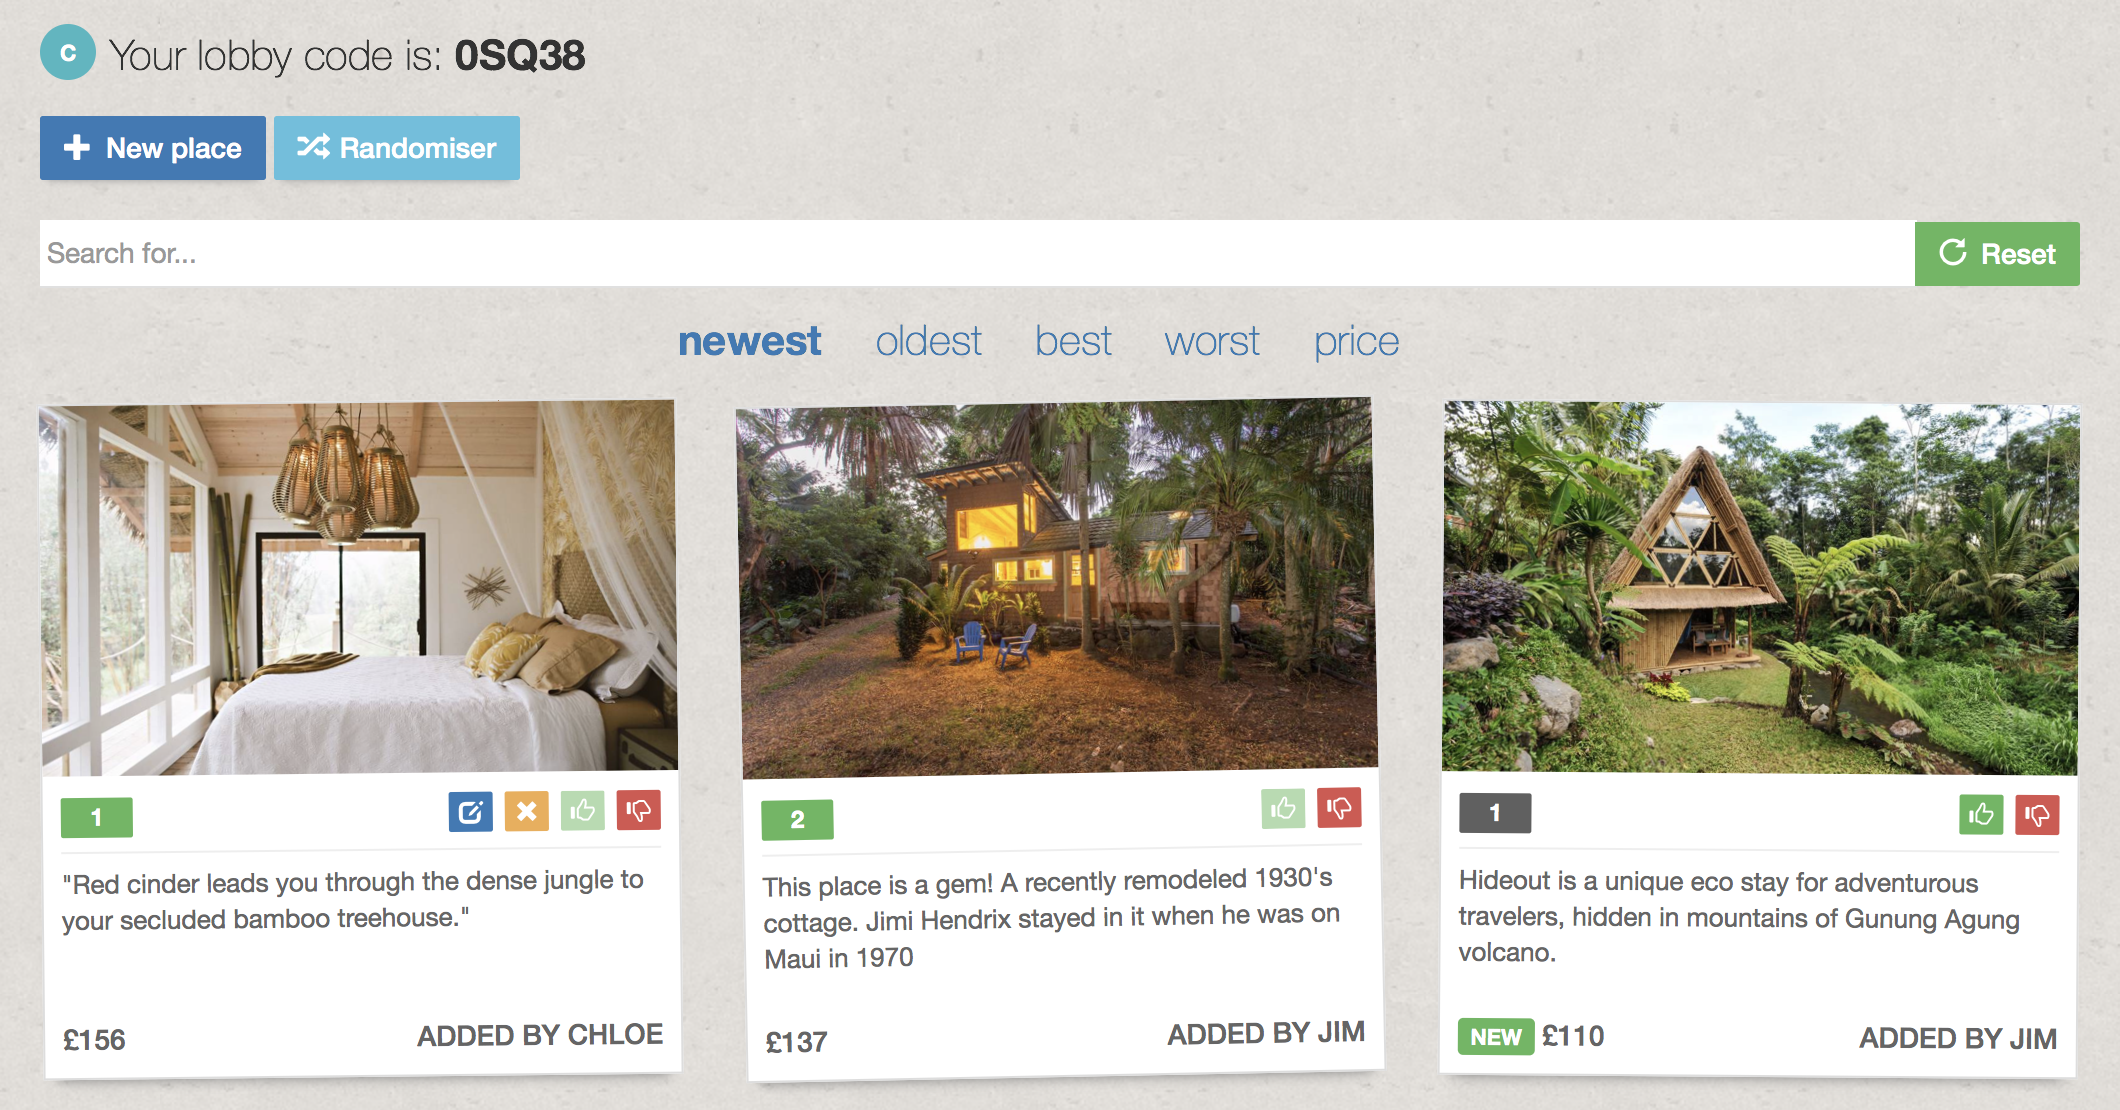 C Your lobby code is: 0SQ38
New place Randomiser
Search for... Reset
newest oldest best worst price
1
"Red cinder leads you through the dense jungle to
your secluded bamboo treehouse."
£156 ADDED BY CHLOE
2
This place is a gem! A recently remodeled 1930's
cottage. Jimi Hendrix stayed in it when he was on
Maui in 1970
£137 ADDED BY JIM
1
Hideout is a unique eco stay for adventurous
travelers, hidden in mountains of Gunung Agung
volcano.
NEW £110 ADDED BY JIM